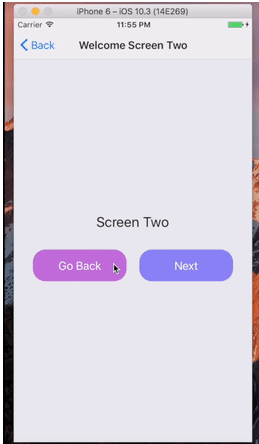 iPhone 6 – iOS 10.3 (14E269)
Carrier 11:55 PM
Back Welcome Screen Two
Screen Two
Go Back Next